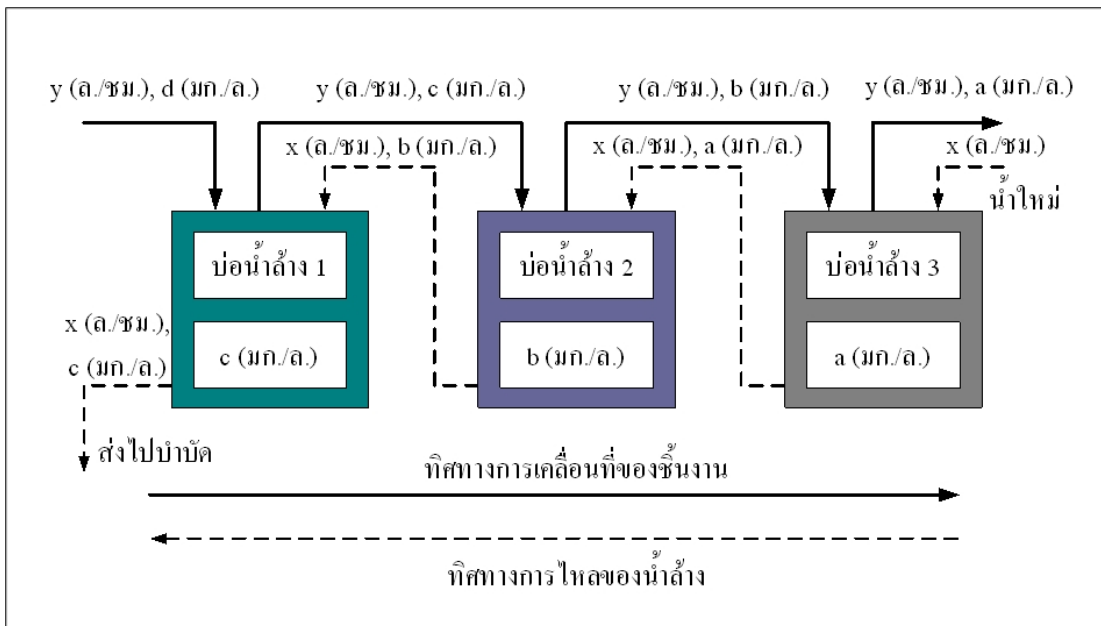 y (ล./ชม.), d (มก./ล.)
y (ล./ชม.), c (มก./ล.)
y (ล./ชม.), b (มก./ล.)
y (ล./ชม.), a (มก./ล.)
x (ล./ชม.), b (มก./ล.)
x (ล./ชม.), a (มก./ล.)
x (ล./ชม.)
น้ำใหม่
บ่อน้ำล้าง 1
บ่อน้ำล้าง 2
บ่อน้ำล้าง 3
x (ล./ชม.),
c (มก./ล.)
c (มก./ล.)
b (มก./ล.)
a (มก./ล.)
ส่งไปบำบัด
ทิศทางการเคลื่อนที่ของชิ้นงาน
ทิศทางการไหลของน้ำล้าง